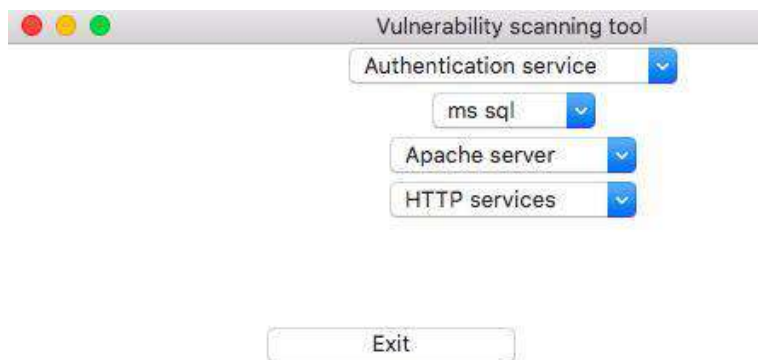 Vulnerability scanning tool
Authentication service
ms sql
Apache server
HTTP services
Exit